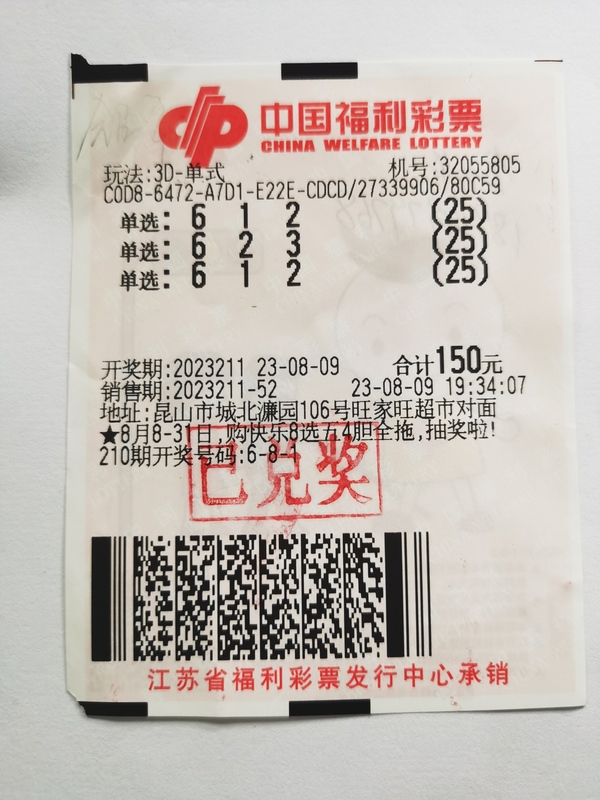 中国福利彩票
CHINA WELFARE LOTTERY
玩法:3D-单式 机号:32055805
C0D8-6472-A7D1-E22E-CDCD/27339906/80C59
单选: 6 1 2 (25)
单选: 6 2 3 (25)
单选: 6 1 2 (25)
开奖期:2023211 23-08-09 合计150元
销售期:2023211-52 23-08-09 19:34:07
地址:昆山市城北濂园106号旺家旺超市对面
★8月8-31日,购快乐8选五4胆全拖,抽奖啦!
210期开奖号码:6-8-1
已兑奖
江苏省福利彩票发行中心承销